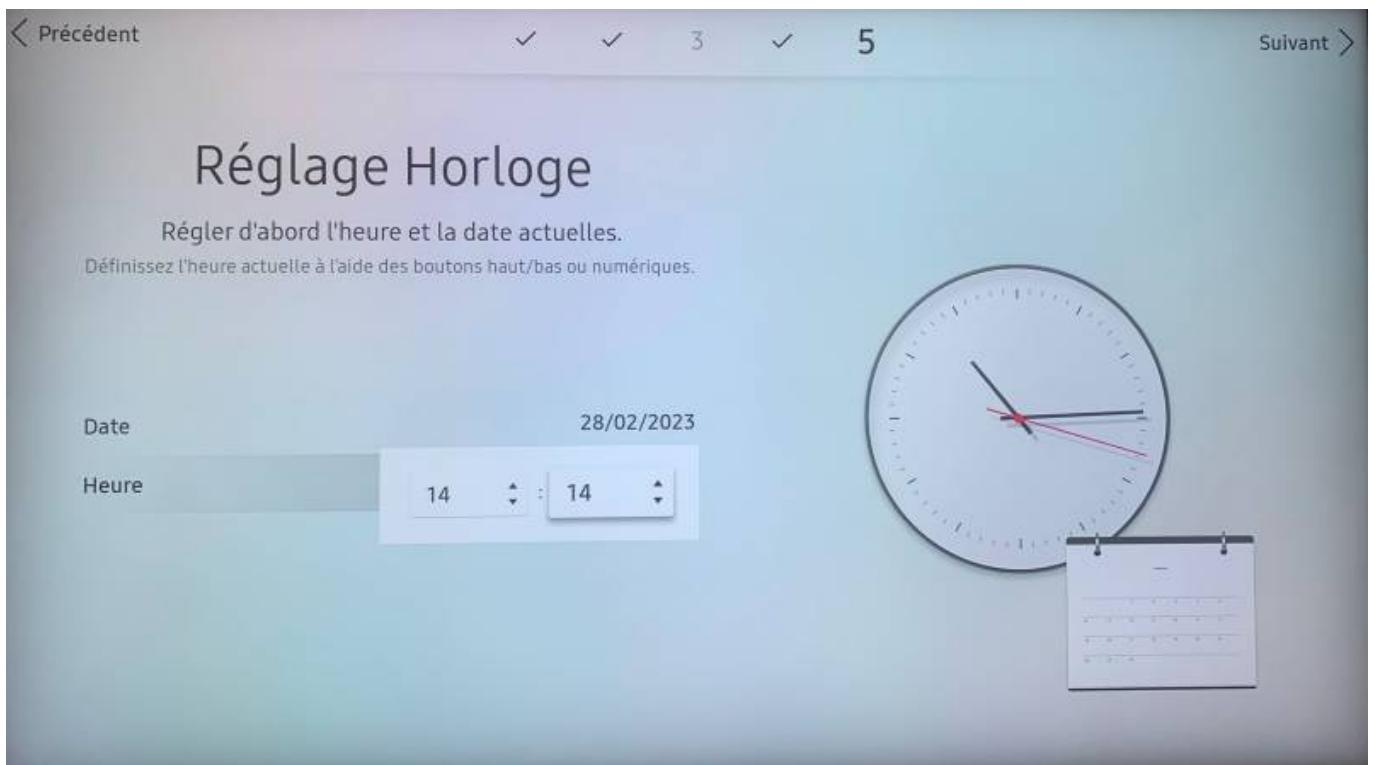 Précédent
3
5
Suivant
Réglage Horloge
Régler d'abord l'heure et la date actuelles.
Définissez l'heure actuelle à l'aide des boutons haut/bas ou numériques.
Date 28/02/2023
Heure 14 : 14